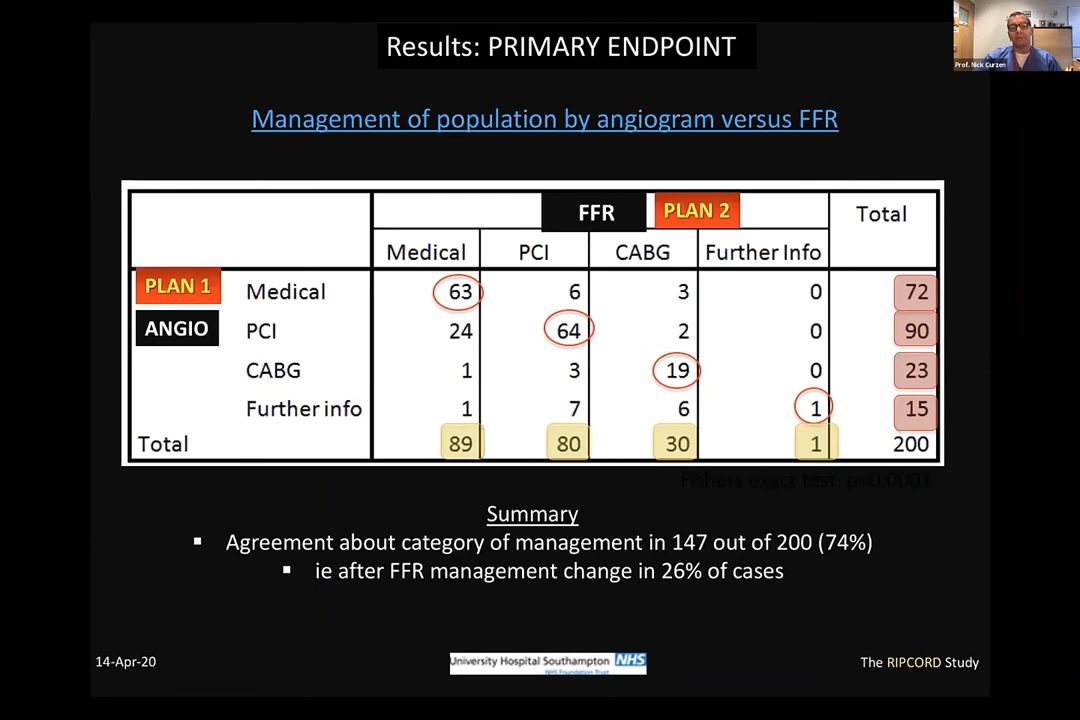 Results: PRIMARY ENDPOINT
Prof. Nick Curzen
Management of population by angiogram versus FFR
FFR PLAN 2 Total
Medical PCI CABG Further Info
PLAN 1 Medical 63 6 3 0 72
ANGIO PCI 24 64 2 0 90
CABG 1 3 19 0 23
Further info 1 7 6 1 15
Total 89 80 30 1 200
Fishers exact test: p=0.0001
Summary
▪ Agreement about category of management in 147 out of 200 (74%)
▪ ie after FFR management change in 26% of cases
14-Apr-20 University Hospital Southampton NHS The RIPCORD Study
NHS Foundation Trust